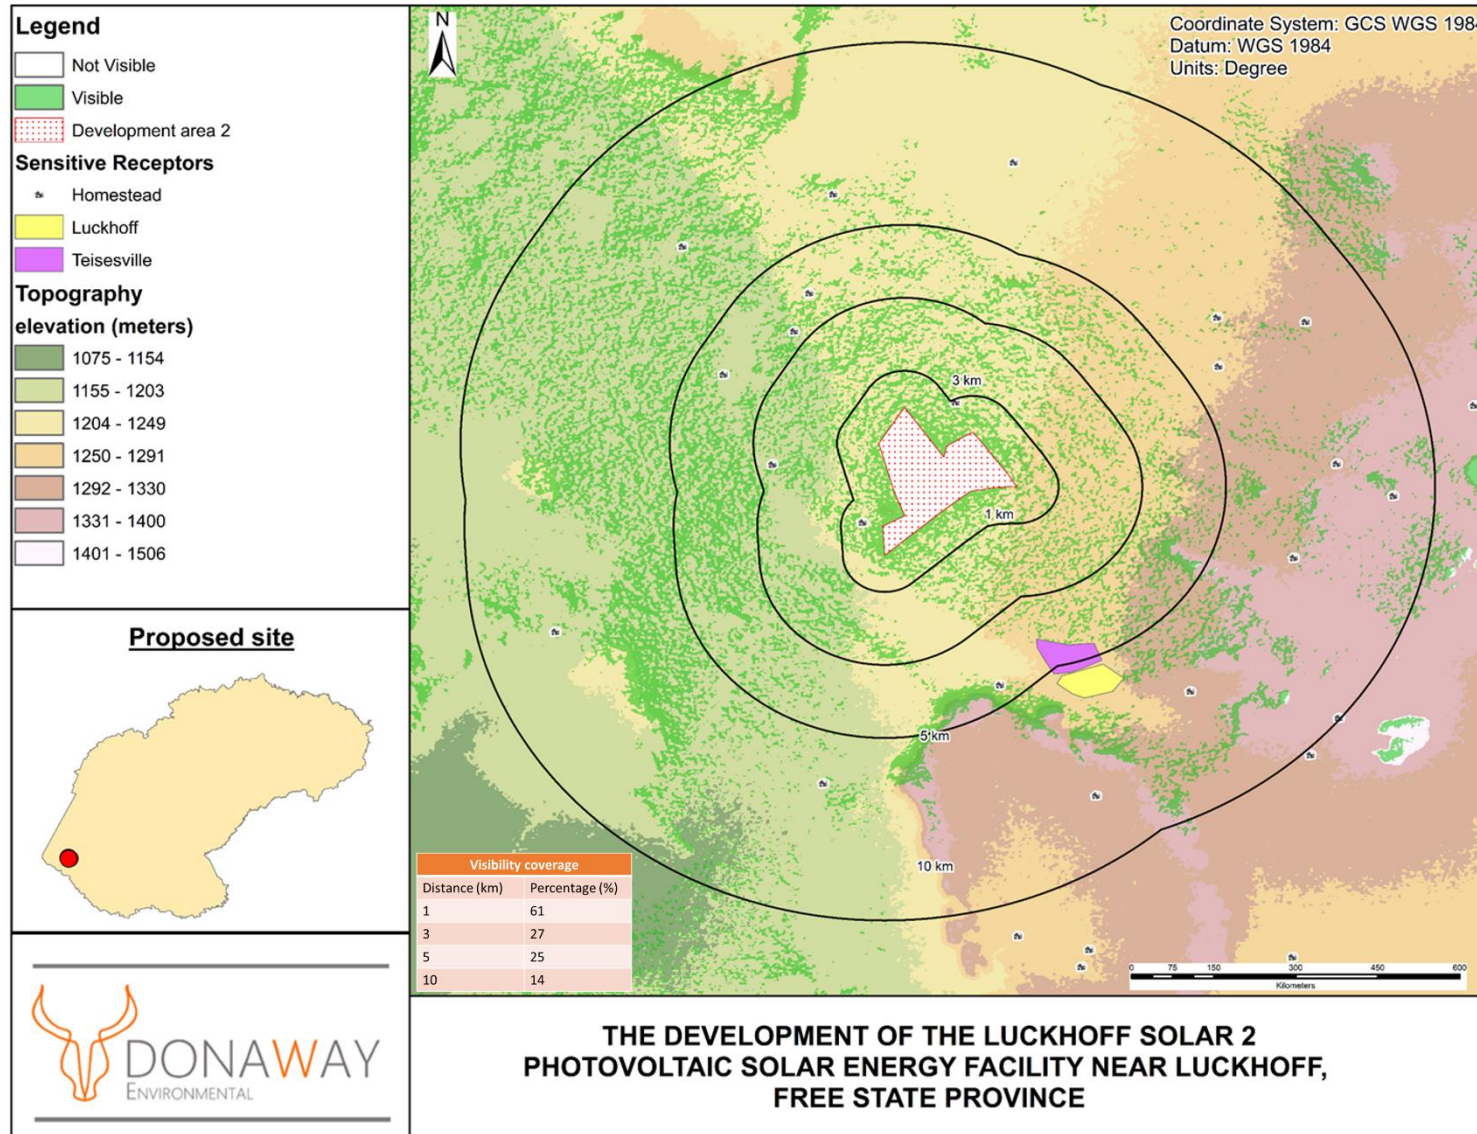 Legend
Not Visible
Visible
Development area 2
Sensitive Receptors
Homestead
Luckhoff
Teisesville
Topography
elevation (meters)
1075 - 1154
1155 - 1203
1204 - 1249
1250 - 1291
1292 - 1330
1331 - 1400
1401 - 1506
Proposed site
DONAWAY
ENVIRONMENTAL
N
Coordinate System: GCS WGS 1984
Datum: WGS 1984
Units: Degree
3 km
1 km
5 km
10 km
Visibility coverage
Distance (km) Percentage (%)
1 61
3 27
5 25
10 14
0 75 150 300 450 600
Kilometers
THE DEVELOPMENT OF THE LUCKHOFF SOLAR 2
PHOTOVOLTAIC SOLAR ENERGY FACILITY NEAR LUCKHOFF,
FREE STATE PROVINCE